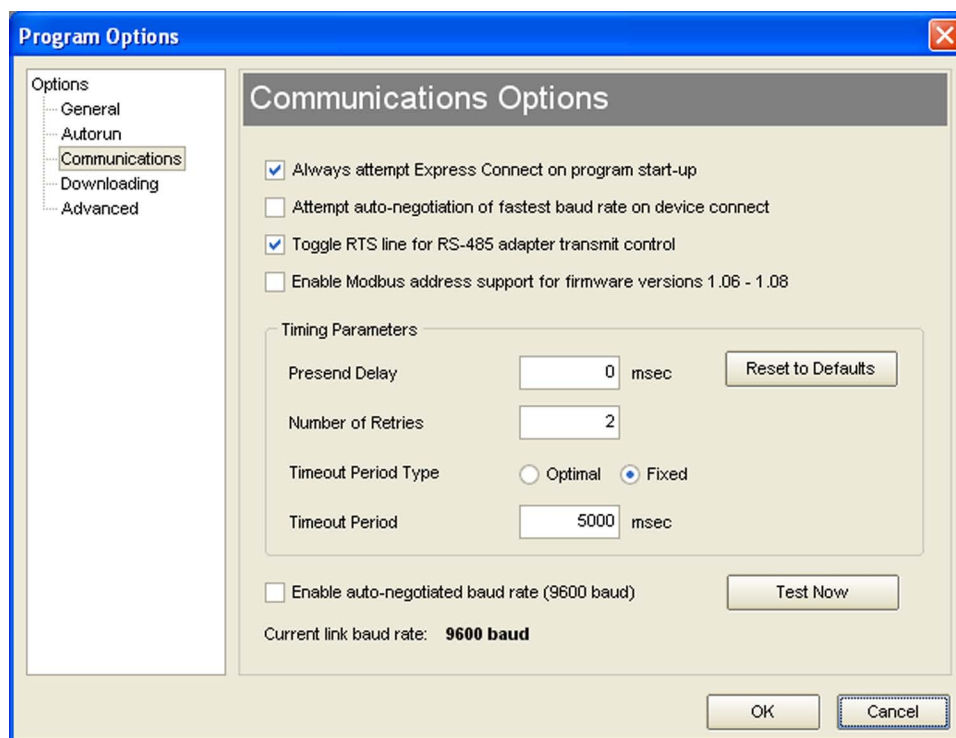 Program Options
Options
General
Autorun
Communications
Downloading
Advanced
Communications Options
Always attempt Express Connect on program start-up
Attempt auto-negotiation of fastest baud rate on device connect
Toggle RTS line for RS-485 adapter transmit control
Enable Modbus address support for firmware versions 1.06 - 1.08
Timing Parameters
Presend Delay 0 msec Reset to Defaults
Number of Retries 2
Timeout Period Type Optimal Fixed
Timeout Period 5000 msec
Enable auto-negotiated baud rate (9600 baud) Test Now
Current link baud rate: 9600 baud
OK Cancel